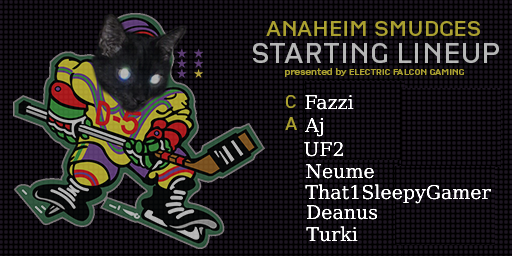 ANAHEIM SMUDGES
STARTING LINEUP
presented by ELECTRIC FALCON GAMING
C Fazzi
A Aj
UF2
Neume
That1SleepyGamer
Deanus
Turki
D-5